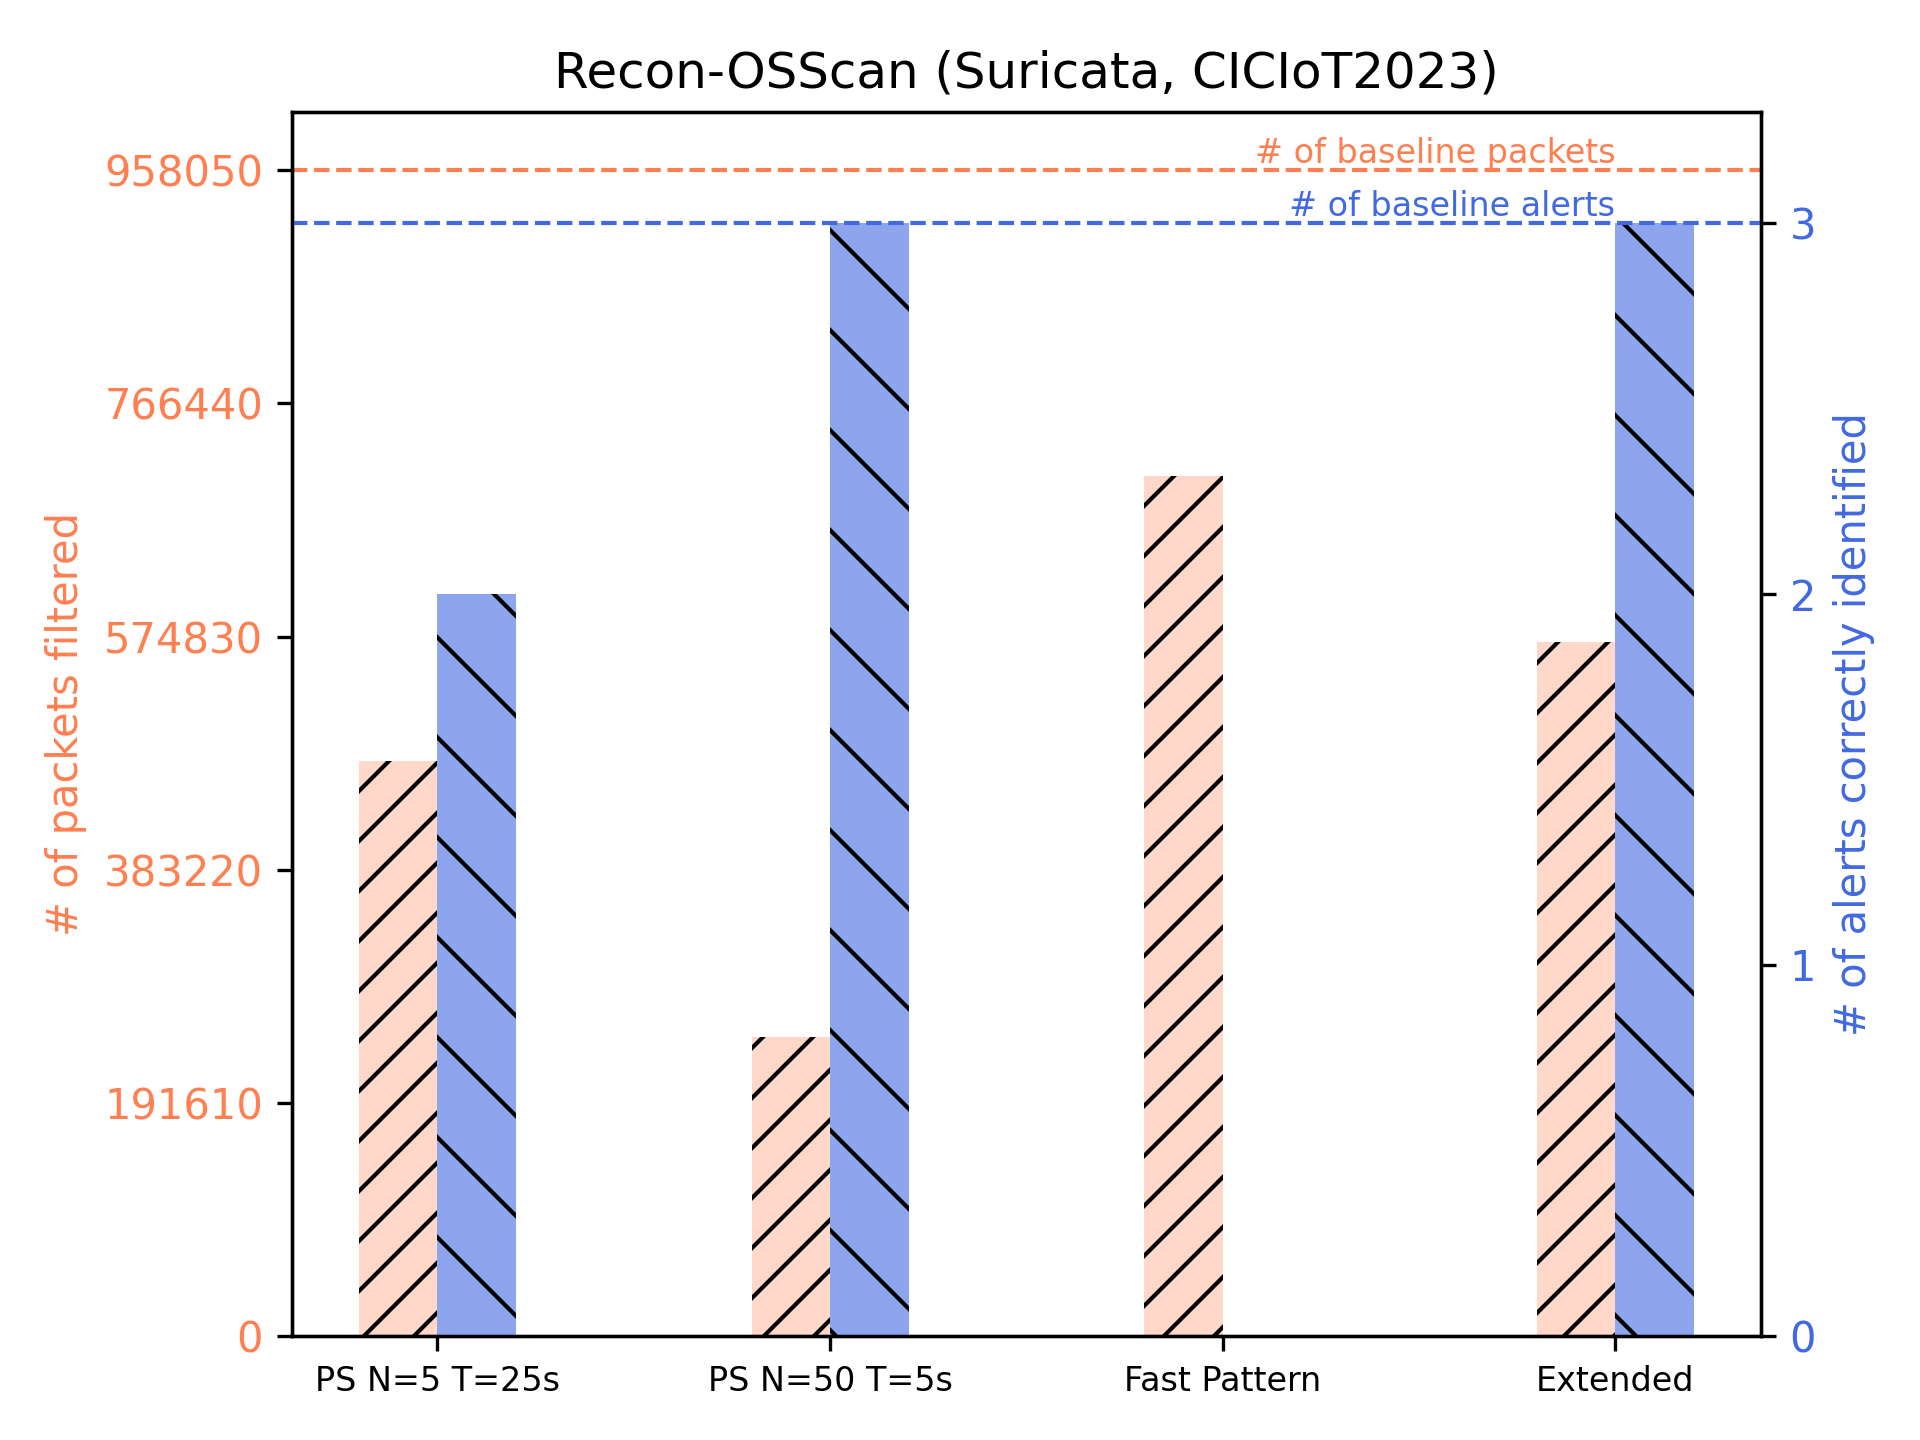 Recon-OSScan (Suricata, CICIoT2023)
# of baseline packets
# of baseline alerts
958050
766440
574830
383220
191610
0
# of packets filtered
3
2
1
0
# of alerts correctly identified
PS N=5 T=25s
PS N=50 T=5s
Fast Pattern
Extended